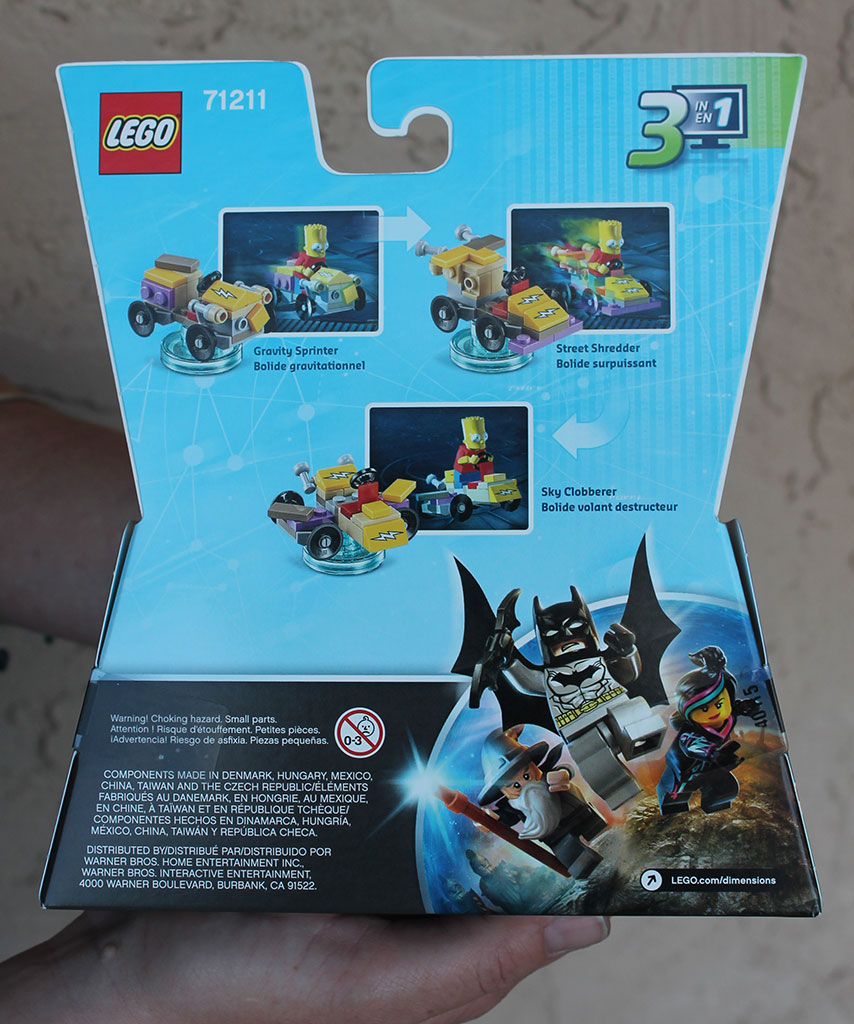 LEGO
71211
3 IN EN 1
Gravity Sprinter
Bolide gravitationnel
Street Shredder
Bolide surpuissant
Sky Clobberer
Bolide volant destructeur
Warning! Choking hazard. Small parts.
Attention ! Risque d'étouffement. Petites pièces.
¡Advertencia! Riesgo de asfixia. Piezas pequeñas.
0-3
COMPONENTS MADE IN DENMARK, HUNGARY, MEXICO,
CHINA, TAIWAN AND THE CZECH REPUBLIC/ÉLÉMENTS
FABRIQUÉS AU DANEMARK, EN HONGRIE, AU MEXIQUE,
EN CHINE, À TAÏWAN ET EN RÉPUBLIQUE TCHÈQUE/
COMPONENTES HECHOS EN DINAMARCA, HUNGRÍA,
MÉXICO, CHINA, TAIWÁN Y REPÚBLICA CHECA.
DISTRIBUTED BY/DISTRIBUÉ PAR/DISTRIBUIDO POR
WARNER BROS. HOME ENTERTAINMENT INC.,
WARNER BROS. INTERACTIVE ENTERTAINMENT,
4000 WARNER BOULEVARD, BURBANK, CA 91522.
LEGO.com/dimensions